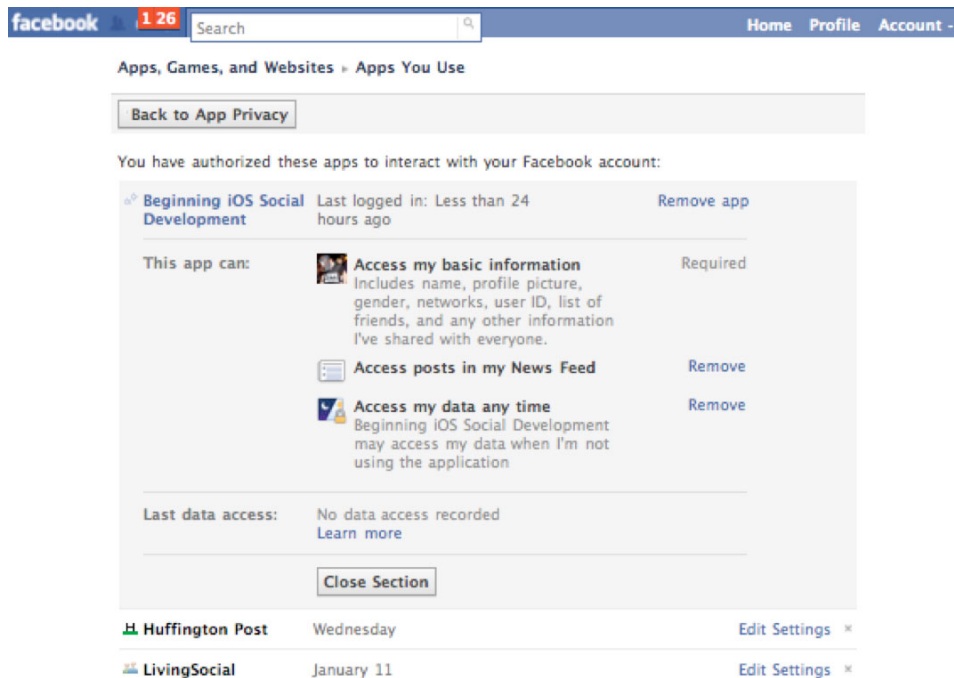 facebook 1 26 Search Home Profile Account
Apps, Games, and Websites ▸ Apps You Use
Back to App Privacy
You have authorized these apps to interact with your Facebook account:
Beginning iOS Social Development
Last logged in: Less than 24 hours ago
Remove app
This app can:
Access my basic information
Required
Includes name, profile picture,
gender, networks, user ID, list of
friends, and any other information
I've shared with everyone.
Access posts in my News Feed
Remove
Access my data any time
Remove
Beginning iOS Social Development
may access my data when I'm not
using the application
Last data access:
No data access recorded
Learn more
Close Section
Huffington Post Wednesday Edit Settings ×
LivingSocial January 11 Edit Settings ×